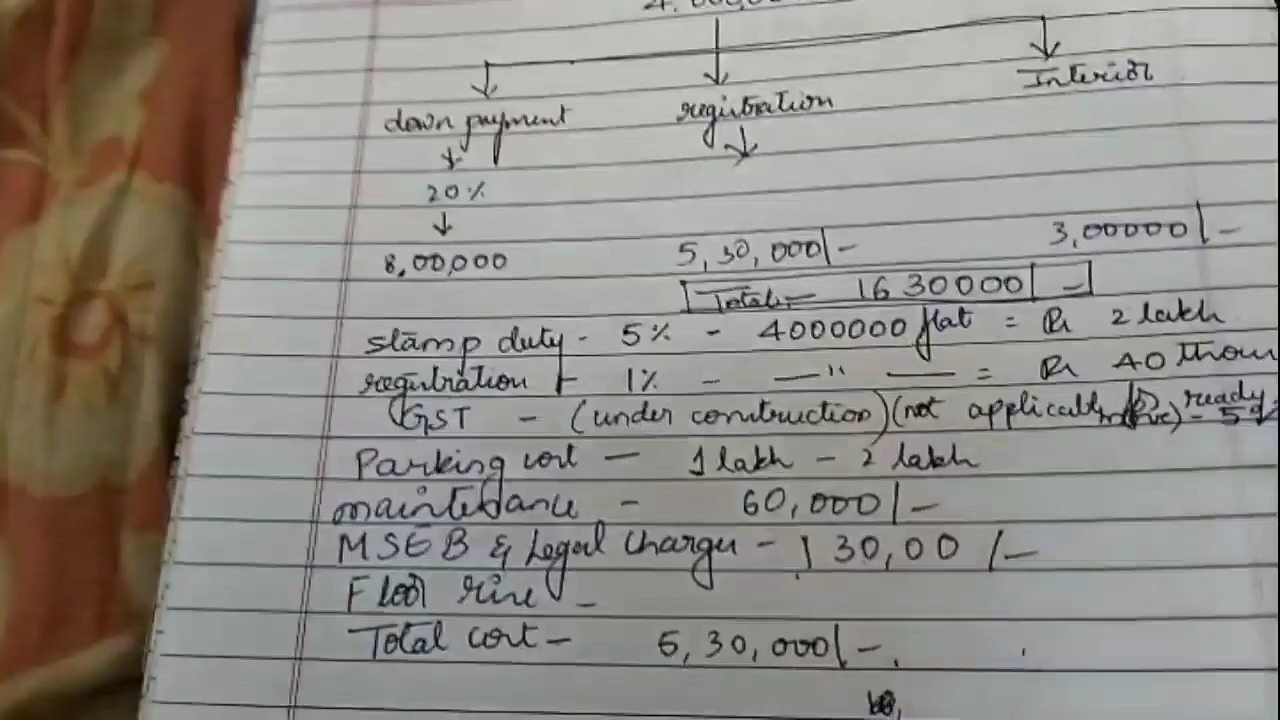 down payment registration Interior
20%
8,00,000 5,30,000/- 3,00000/-
Total - 1630000/-
stamp duty - 5% - 4000000 flat = Rs 2 lakh
registration - 1% - —"— = Rs 40 thou
GST - (under construction) (not applicable ready - 5%
Parking cost - 1 lakh - 2 lakh
maintenance - 60,000/-
MSEB & Legal Charges - 130,00/-
Floor rise -
Total cost - 5,30,000/-